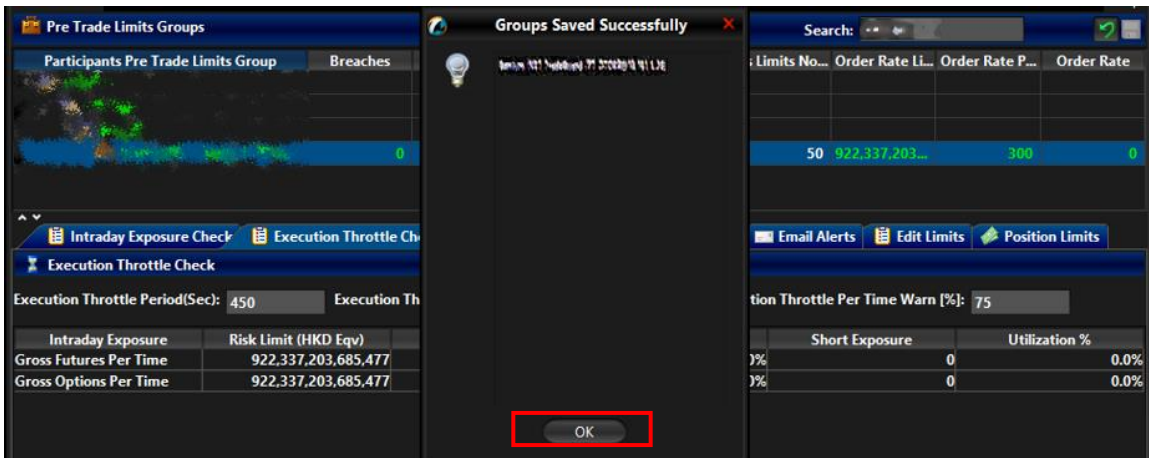 Pre Trade Limits Groups
Groups Saved Successfully
Search:
Participants Pre Trade Limits Group Breaches
s Limits No... Order Rate Li... Order Rate P... Order Rate
0 50 922,337,203... 300 0
Intraday Exposure Check Execution Throttle Ch
Email Alerts Edit Limits Position Limits
Execution Throttle Check
Execution Throttle Period(Sec): 450 Execution Th
tion Throttle Per Time Warn [%]: 75
Intraday Exposure Risk Limit (HKD Eqv) Short Exposure Utilization %
Gross Futures Per Time 922,337,203,685,477 0% 0 0.0%
Gross Options Per Time 922,337,203,685,477 0% 0 0.0%
OK